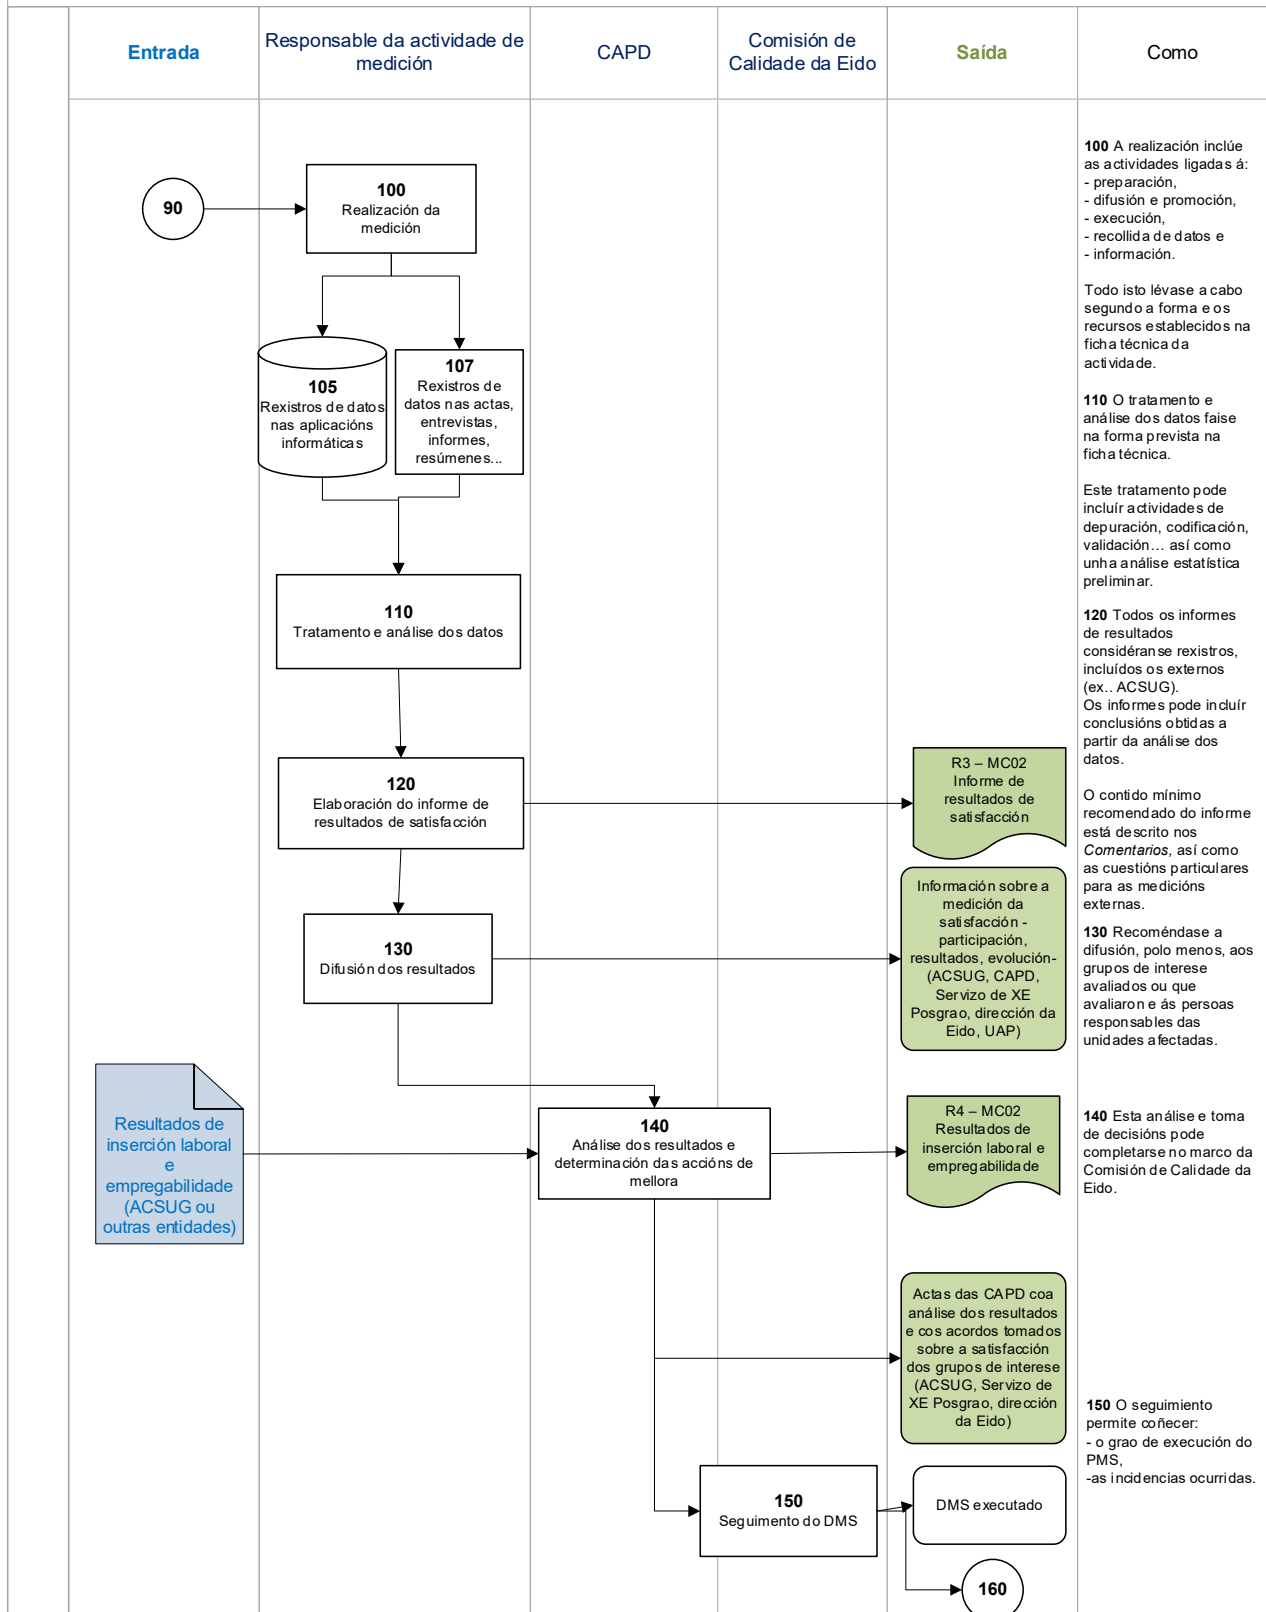 Entrada
Responsable da actividade de
medición
CAPD
Comisión de
Calidade da Eido
Saída
Como
90
100
Realización da
medición
105
Rexistros de datos
nas aplicacións
informáticas
107
Rexistros de
datos nas actas,
entrevistas,
informes,
resúmenes...
110
Tratamento e análise dos datos
120
Elaboración do informe de
resultados de satisfacción
R3 – MC02
Informe de
resultados de
satisfacción
130
Difusión dos resultados
Información sobre a
medición da
satisfacción -
participación,
resultados, evolución-
(ACSUG, CAPD,
Servizo de XE
Posgrao, dirección da
Eido, UAP)
Resultados de
inserción laboral
e
empregabilidade
(ACSUG ou
outras entidades)
140
Análise dos resultados e
determinación das accións de
mellora
R4 – MC02
Resultados de
inserción laboral e
empregabilidade
Actas das CAPD coa
análise dos resultados
e cos acordos tomados
sobre a satisfacción
dos grupos de interese
(ACSUG, Servizo de
XE Posgrao, dirección
da Eido)
150
Seguimento do DMS
DMS executado
160
100 A realización inclúe
as actividades ligadas á:
- preparación,
- difusión e promoción,
- execución,
- recollida de datos e
- información.
Todo isto lévase a cabo
segundo a forma e os
recursos establecidos na
ficha técnica da
actividade.
110 O tratamento e
análise dos datos faise
na forma prevista na
ficha técnica.
Este tratamento pode
incluír actividades de
depuración, codificación,
validación… así como
unha análise estatística
preliminar.
120 Todos os informes
de resultados
considéranse rexistros,
incluídos os externos
(ex.. ACSUG).
Os informes pode incluír
conclusións obtidas a
partir da análise dos
datos.
O contido mínimo
recomendado do informe
está descrito nos
Comentarios, así como
as cuestións particulares
para as medicións
externas.
130 Recoméndase a
difusión, polo menos, aos
grupos de interese
avaliados ou que
avaliaron e ás persoas
responsables das
unidades afectadas.
140 Esta análise e toma
de decisións pode
completarse no marco da
Comisión de Calidade da
Eido.
150 O seguimiento
permite coñecer:
- o grao de execución do
PMS,
-as incidencias ocurridas.